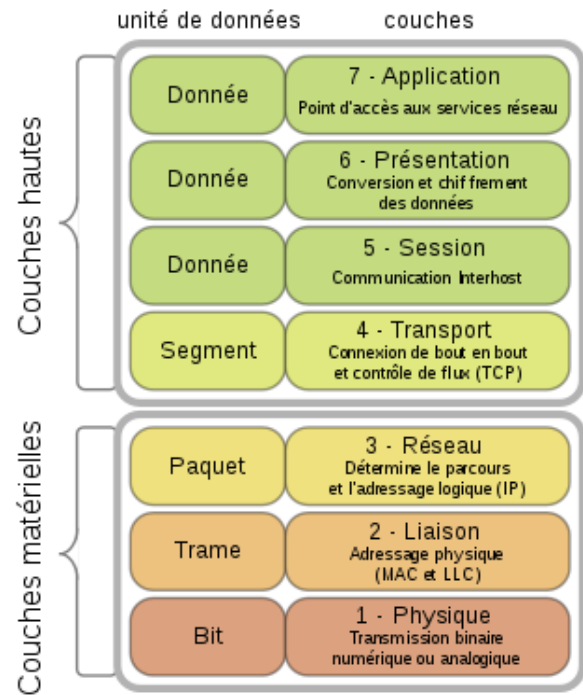 unité de données couches
Couches hautes
Donnée
7 - Application
Point d'accès aux services réseau
Donnée
6 - Présentation
Conversion et chiffrement
des données
Donnée
5 - Session
Communication Interhost
Segment
4 - Transport
Connexion de bout en bout
et contrôle de flux (TCP)
Couches matérielles
Paquet
3 - Réseau
Détermine le parcours
et l'adressage logique (IP)
Trame
2 - Liaison
Adressage physique
(MAC et LLC)
Bit
1 - Physique
Transmission binaire
numérique ou analogique